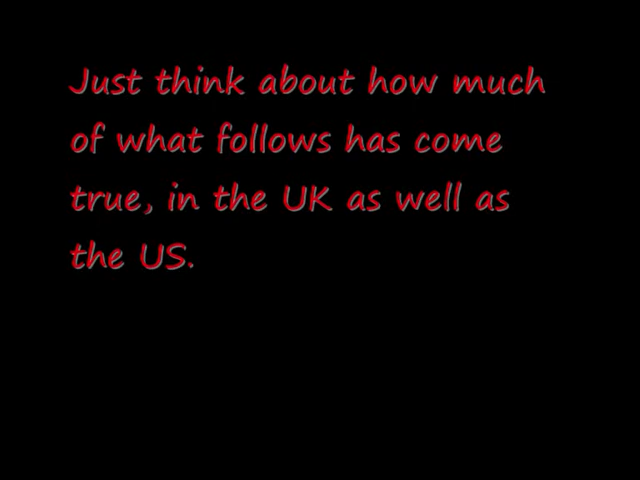 Just think about how much
of what follows has come
true, in the UK as well as
the US.